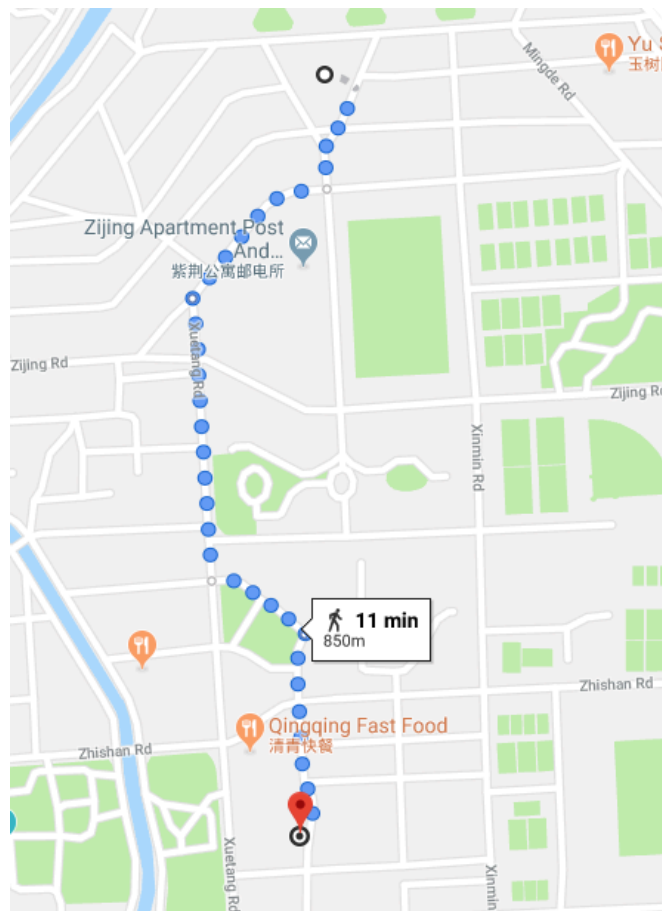 Yu S
玉树
Mingde Rd
Zijing Apartment Post
And...
紫荆公寓邮电所
Xuetang Rd
Zijing Rd
Zijing Rd
Xinmin Rd
11 min
850m
Zhishan Rd
Qingqing Fast Food
清青快餐
Zhishan Rd
Xuetang Rd
Xinmin